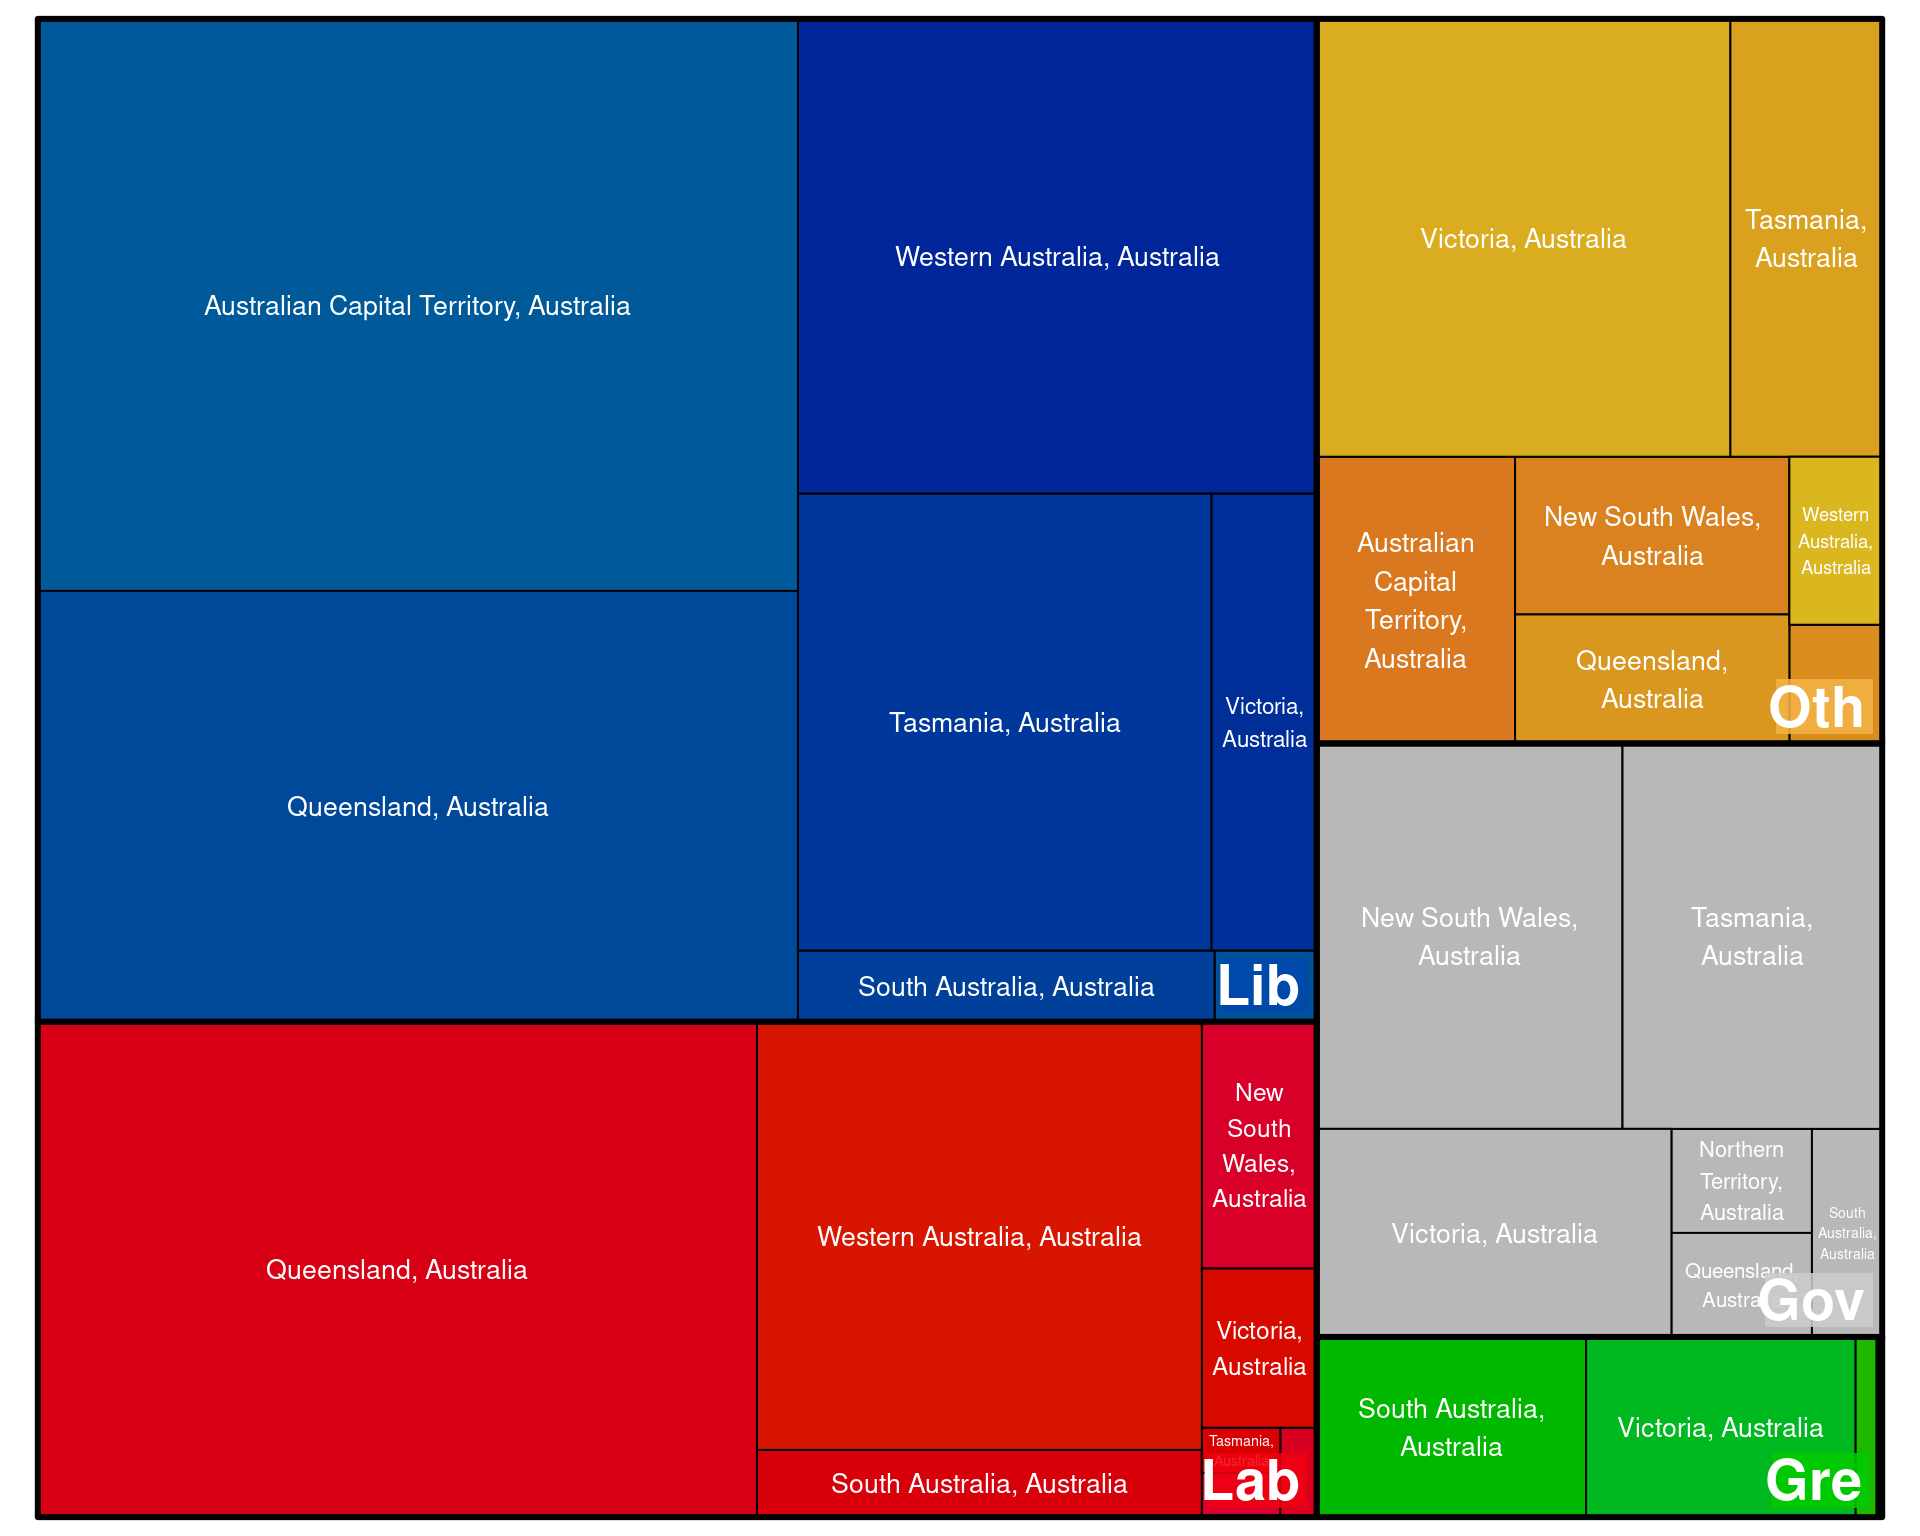 Australian Capital Territory, Australia
Queensland, Australia
Western Australia, Australia
Tasmania, Australia
Victoria,
Australia
South Australia, Australia
Lib
Queensland, Australia
Western Australia, Australia
South Australia, Australia
New
South
Wales,
Australia
Victoria,
Australia
Tasmania,
Australia
Lab
Victoria, Australia
Tasmania,
Australia
Australian
Capital
Territory,
Australia
New South Wales,
Australia
Queensland,
Australia
Western
Australia,
Australia
Oth
New South Wales,
Australia
Tasmania,
Australia
Victoria, Australia
Northern
Territory,
Australia
Queensland,
Australia
South
Australia,
Australia
Gov
South Australia,
Australia
Victoria, Australia
Gre